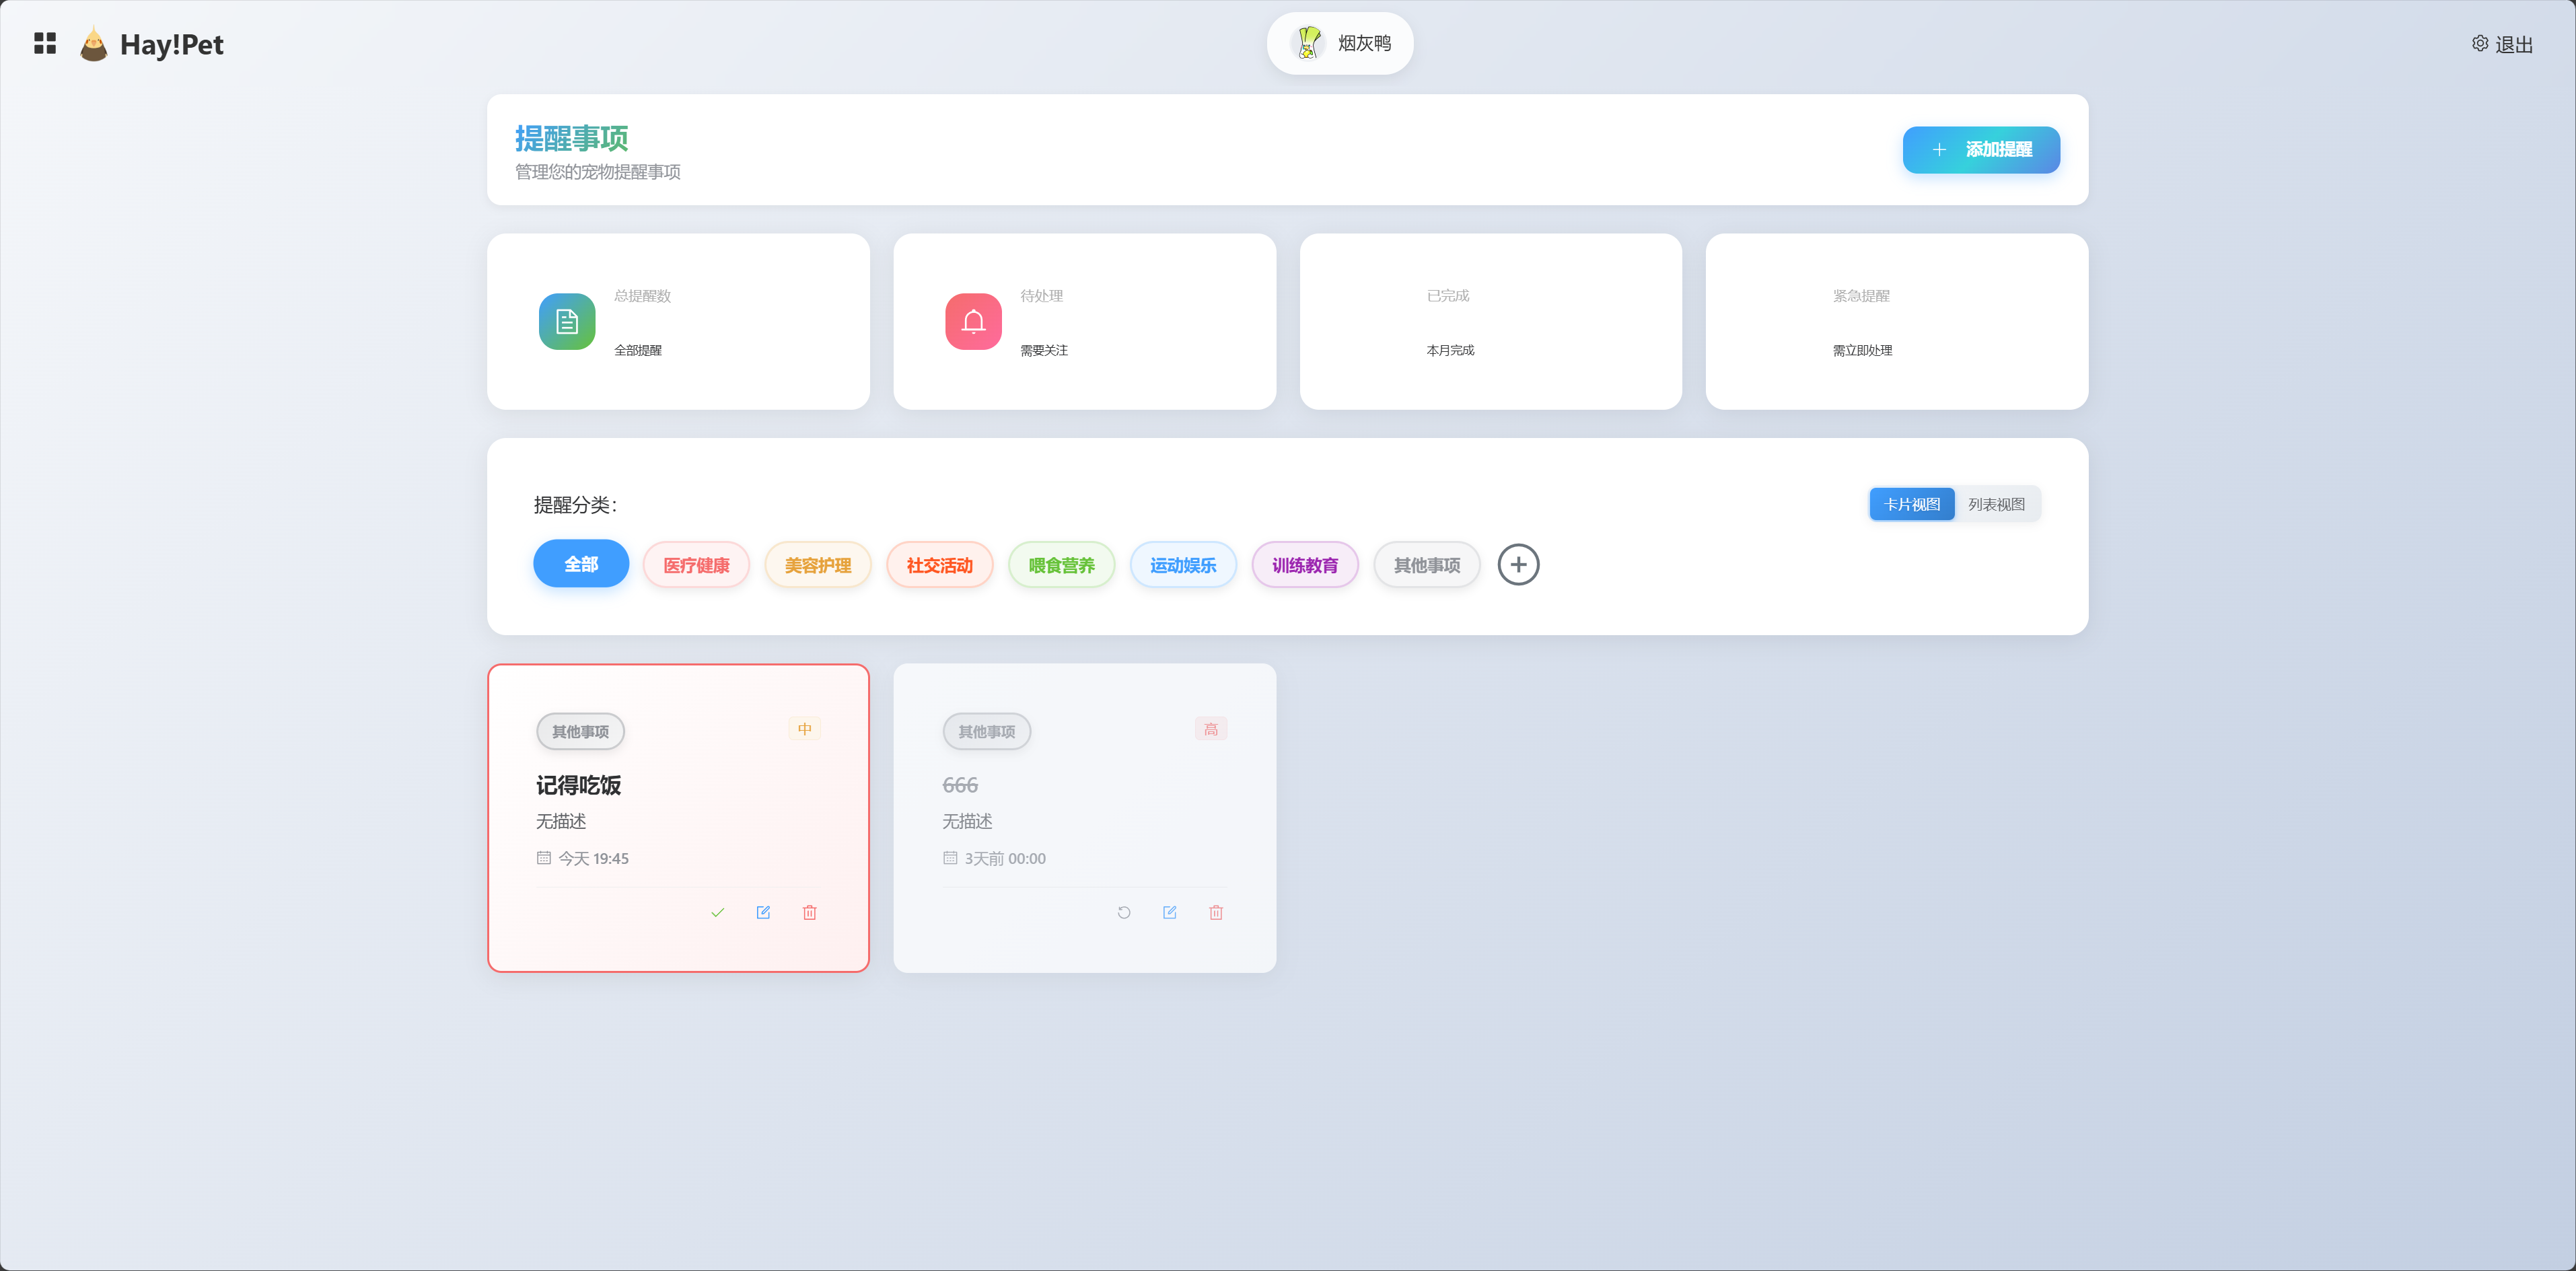 Hay!Pet
烟灰鸭
退出
提醒事项
管理您的宠物提醒事项
添加提醒
总提醒数
全部提醒
待处理
需要关注
已完成
本月完成
紧急提醒
需立即处理
提醒分类：
卡片视图
列表视图
全部
医疗健康
美容护理
社交活动
喂食营养
运动娱乐
训练教育
其他事项
其他事项
中
记得吃饭
无描述
今天 19:45
其他事项
高
666
无描述
3天前 00:00